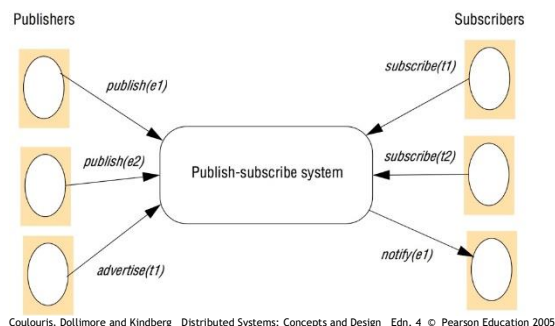 Publishers
Subscribers
publish(e1)
subscribe(t1)
publish(e2)
Publish-subscribe system
subscribe(t2)
advertise(t1)
notify(e1)
Coulouris, Dollimore and Kindberg Distributed Systems: Concepts and Design Edn. 4 © Pearson Education 2005